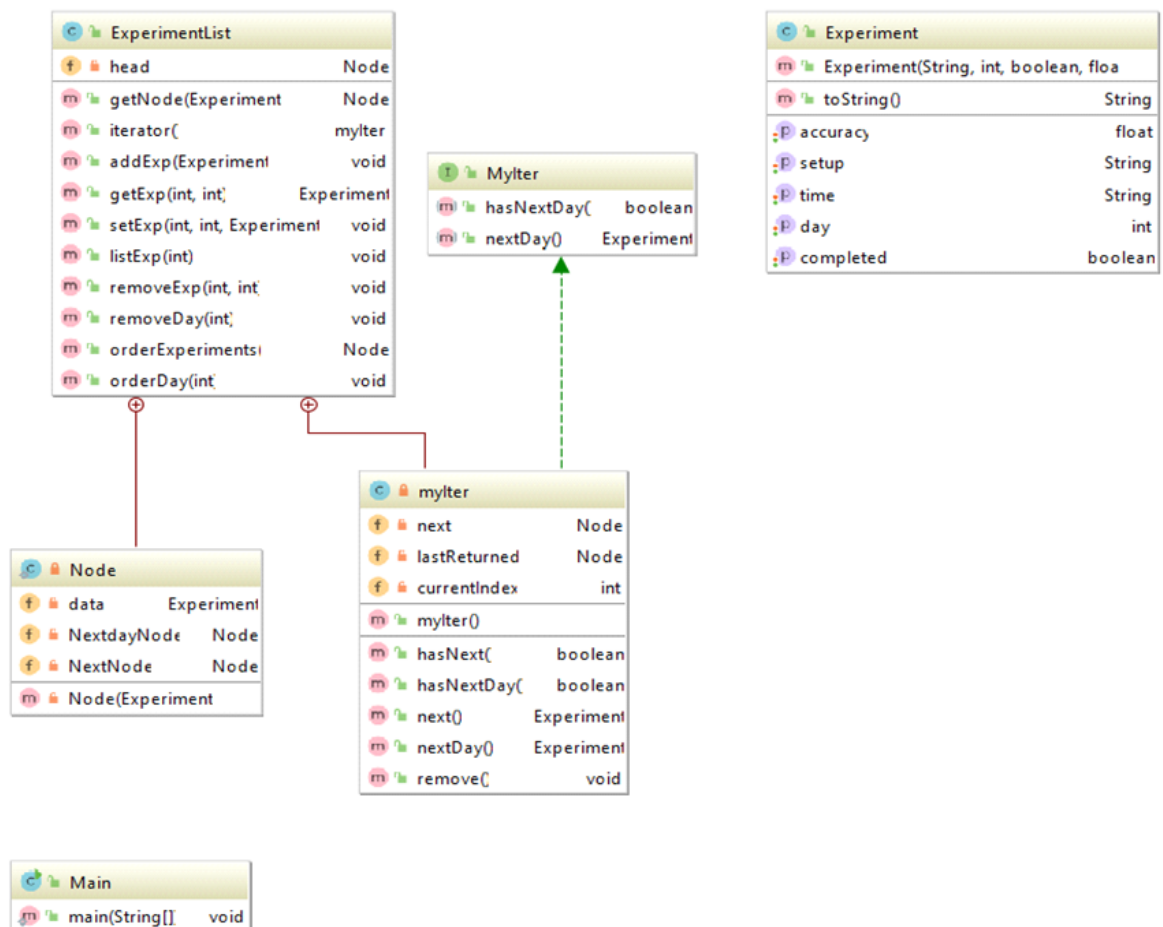 ExperimentList
head Node
getNode(Experiment Node
iterator( myIter
addExp(Experiment void
getExp(int, int) Experiment
setExp(int, int, Experiment void
listExp(int) void
removeExp(int, int) void
removeDay(int) void
orderExperiments( Node
orderDay(int) void
MyIter
hasNextDay( boolean
nextDay() Experiment
Experiment
Experiment(String, int, boolean, floa
toString() String
accuracy float
setup String
time String
day int
completed boolean
Node
data Experiment
NextdayNode Node
NextNode Node
Node(Experiment
myIter
next Node
lastReturned Node
currentIndex int
myIter()
hasNext( boolean
hasNextDay( boolean
next() Experiment
nextDay() Experiment
remove() void
Main
main(String[] void